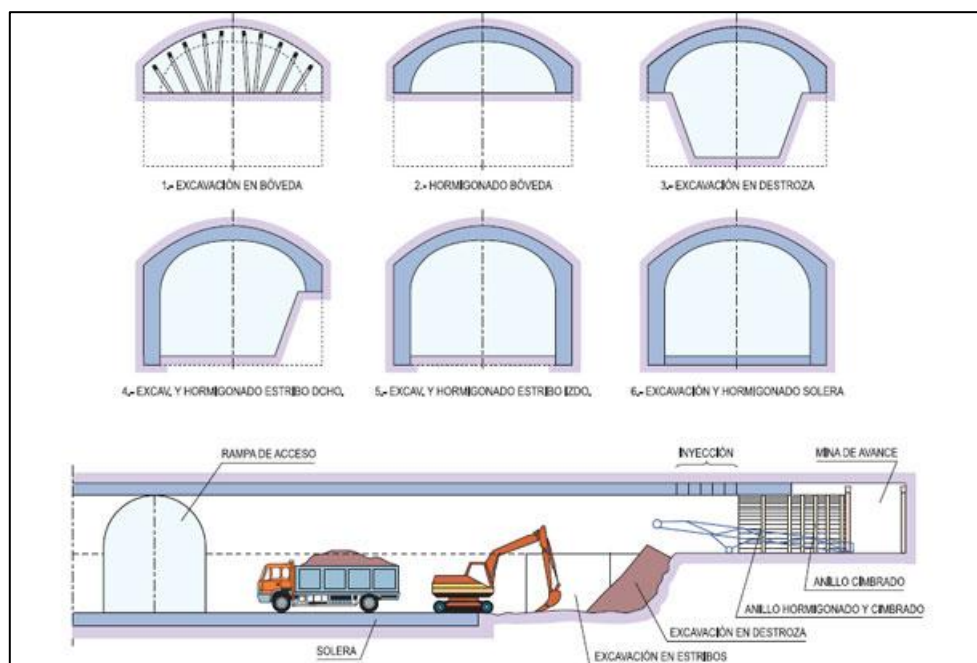 1.- EXCAVACIÓN EN BÓVEDA
2.- HORMIGONADO BÓVEDA
3.- EXCAVACIÓN EN DESTROZA
4.- EXCAV. Y HORMIGONADO ESTRIBO DCHO.
5.- EXCAV. Y HORMIGONADO ESTRIBO IZDO.
6.- EXCAVACIÓN Y HORMIGONADO SOLERA
RAMPA DE ACCESO
INYECCIÓN
MINA DE AVANCE
ANILLO CIMBRADO
ANILLO HORMIGONADO Y CIMBRADO
EXCAVACIÓN EN DESTROZA
SOLERA
EXCAVACIÓN EN ESTRIBOS